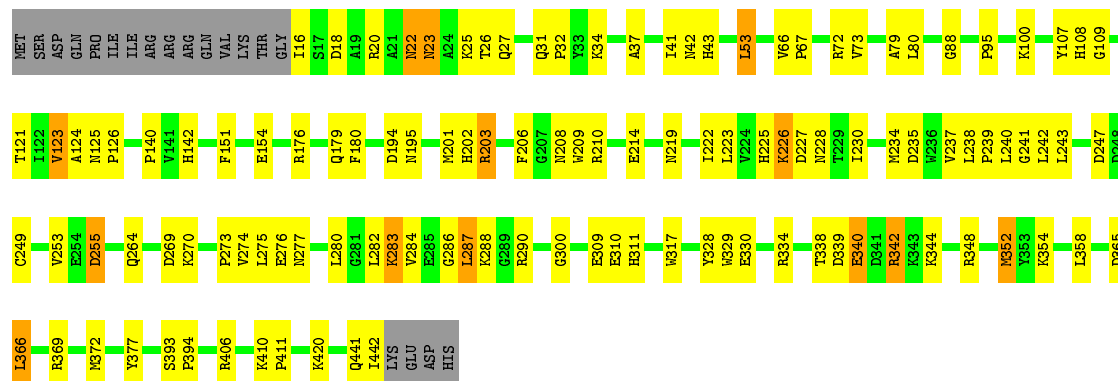 MET SER ASP GLN PRO ILE ILE ARG ARG ARG GLN VAL LYS THR GLY I16 S17 D18 A19 R20 A21 N22 N23 A24 K25 T26 Q27 Q31 P32 Y33 K34 A37 I41 N42 H43 L53 V66 P67 R72 V73 A79 L80 G88 P95 K100 Y107 H108 G109
T121 I122 V123 A124 N125 P126 P140 V141 H142 F151 E154 R176 Q179 F180 D194 N195 M201 H202 R203 F206 G207 N208 W209 R210 E214 N219 I222 L223 V224 H225 K226 D227 N228 T229 I230 M234 D235 W236 V237 L238 P239 L240 G241 L242 L243 D247 D248
C249 V253 E254 D255 Q264 D269 K270 P273 V274 L275 E276 N277 L280 G281 L282 K283 V284 E285 G286 L287 K288 G289 R290 G300 E309 E310 H311 W317 Y328 W329 E330 R334 T338 D339 E340 D341 R342 K343 K344 R348 M352 Y353 K354 L358 D365
L366 R369 M372 Y377 S393 P394 R406 K410 P411 K420 Q441 I442 LYS GLU ASP HIS